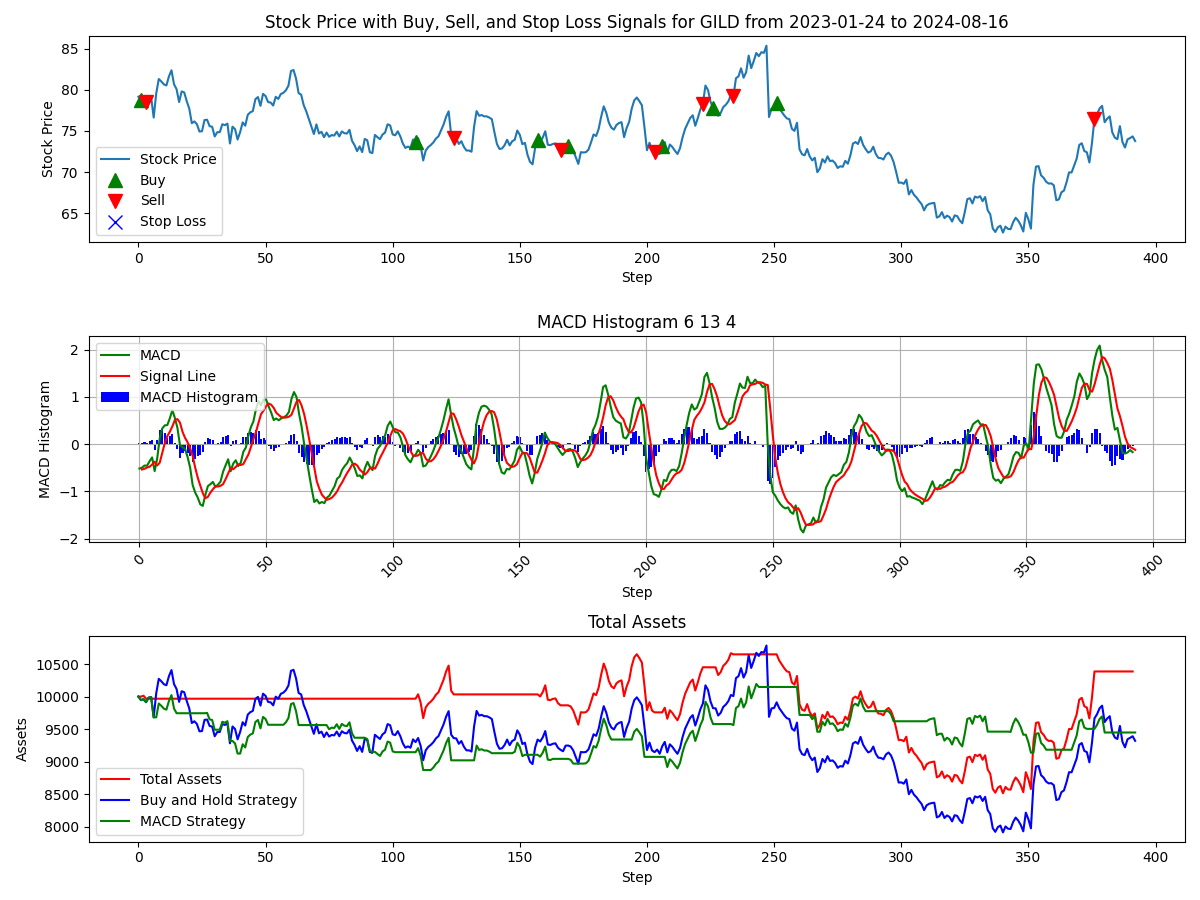 Stock Price with Buy, Sell, and Stop Loss Signals for GILD from 2023-01-24 to 2024-08-16
Stock Price
85
80
75
70
65
Stock Price
Buy
Sell
Stop Loss
0 50 100 150 200 250 300 350 400
Step
MACD Histogram 6 13 4
MACD Histogram
2
1
0
−1
−2
MACD
Signal Line
MACD Histogram
0 50 100 150 200 250 300 350 400
Step
Total Assets
Assets
10500
10000
9500
9000
8500
8000
Total Assets
Buy and Hold Strategy
MACD Strategy
0 50 100 150 200 250 300 350 400
Step